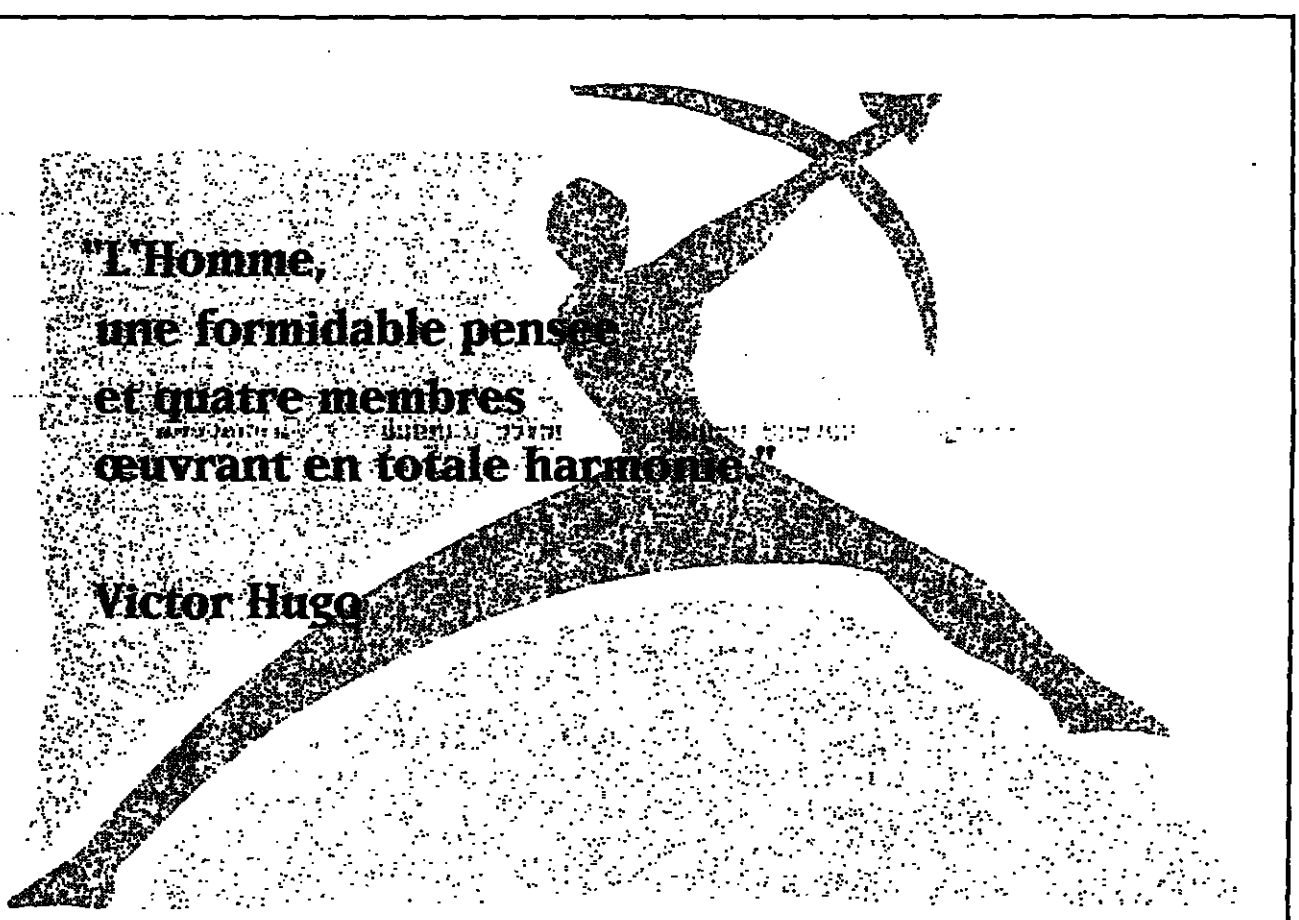 "L'Homme,
une formidable pensée
et quatre membres
œuvrant en totale harmonie."
Victor Hugo